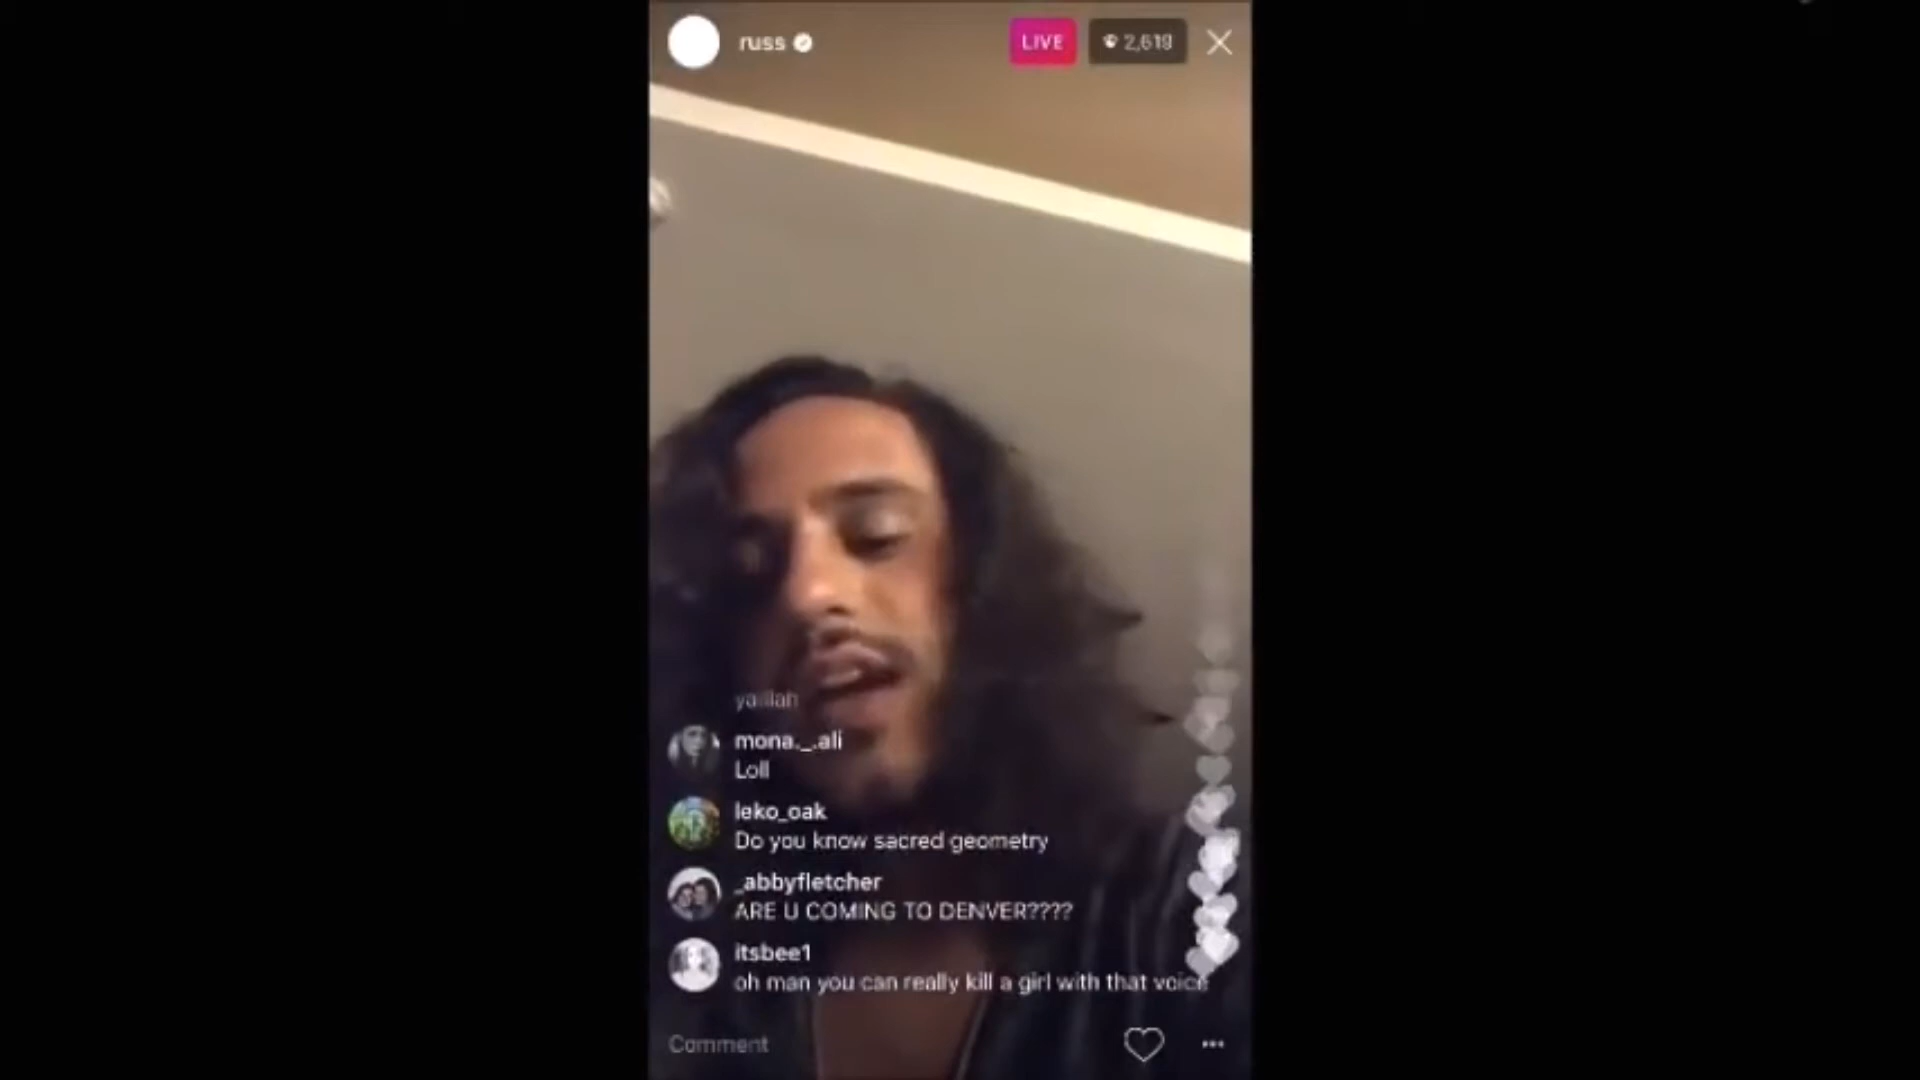 russ
LIVE
2,619
yallah
mona._.ali
Loll
leko_oak
Do you know sacred geometry
_abbyfletcher
ARE U COMING TO DENVER????
itsbee1
oh man you can really kill a girl with that voice
Comment